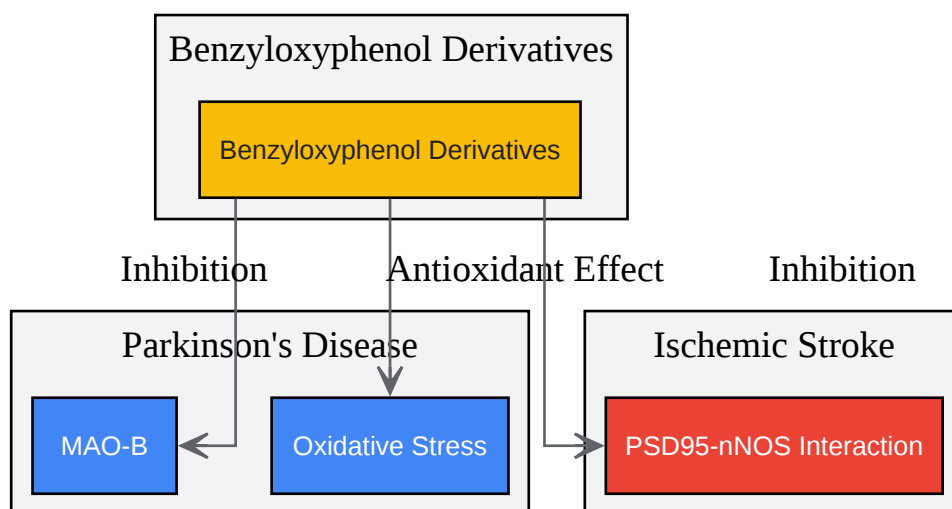 Benzyloxyphenol Derivatives
Benzyloxyphenol Derivatives
Inhibition
Antioxidant Effect
Inhibition
Parkinson's Disease
Ischemic Stroke
MAO-B
Oxidative Stress
PSD95-nNOS Interaction